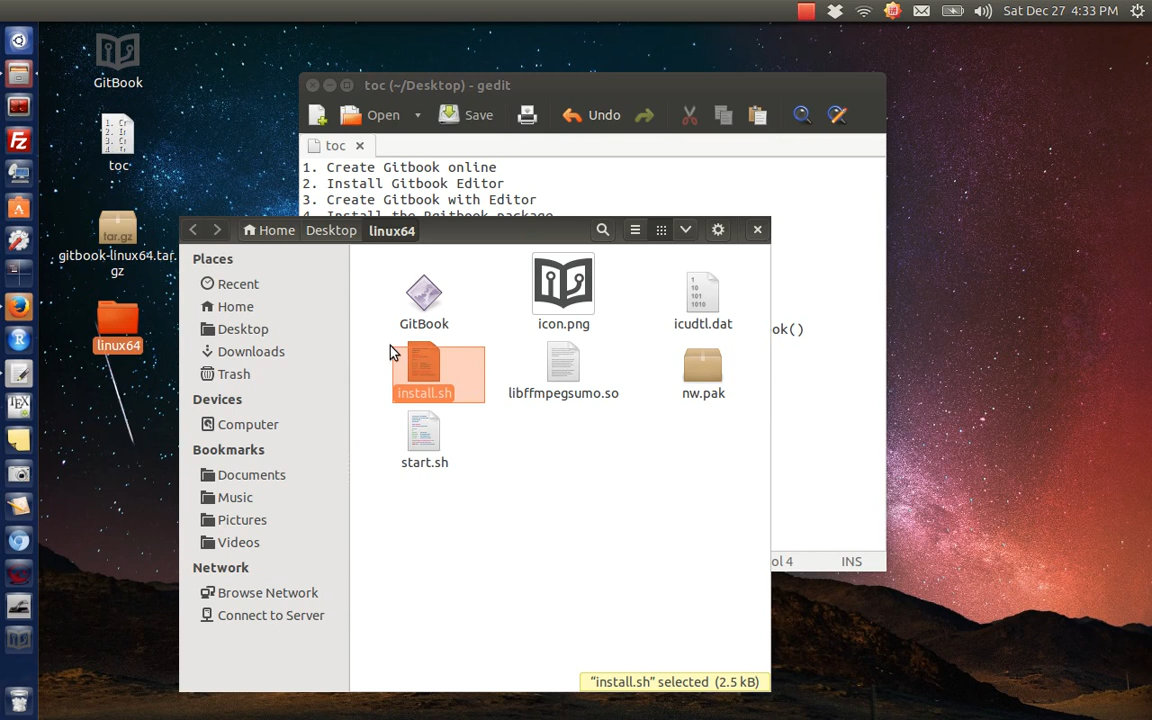 Sat Dec 27 4:33 PM
GitBook
toc
gitbook-linux64.tar.
gz
linux64
tar.gz
toc (~/Desktop) - gedit
Open
Save
Undo
toc
1. Create Gitbook online
2. Install Gitbook Editor
3. Create Gitbook with Editor
4. Install the Rgitbook package
ok()
ol 4
INS
Home
Desktop
linux64
Places
Recent
Home
Desktop
Downloads
Trash
Devices
Computer
Bookmarks
Documents
Music
Pictures
Videos
Network
Browse Network
Connect to Server
GitBook
icon.png
icudtl.dat
install.sh
libffmpegsumo.so
nw.pak
start.sh
"install.sh" selected (2.5 kB)